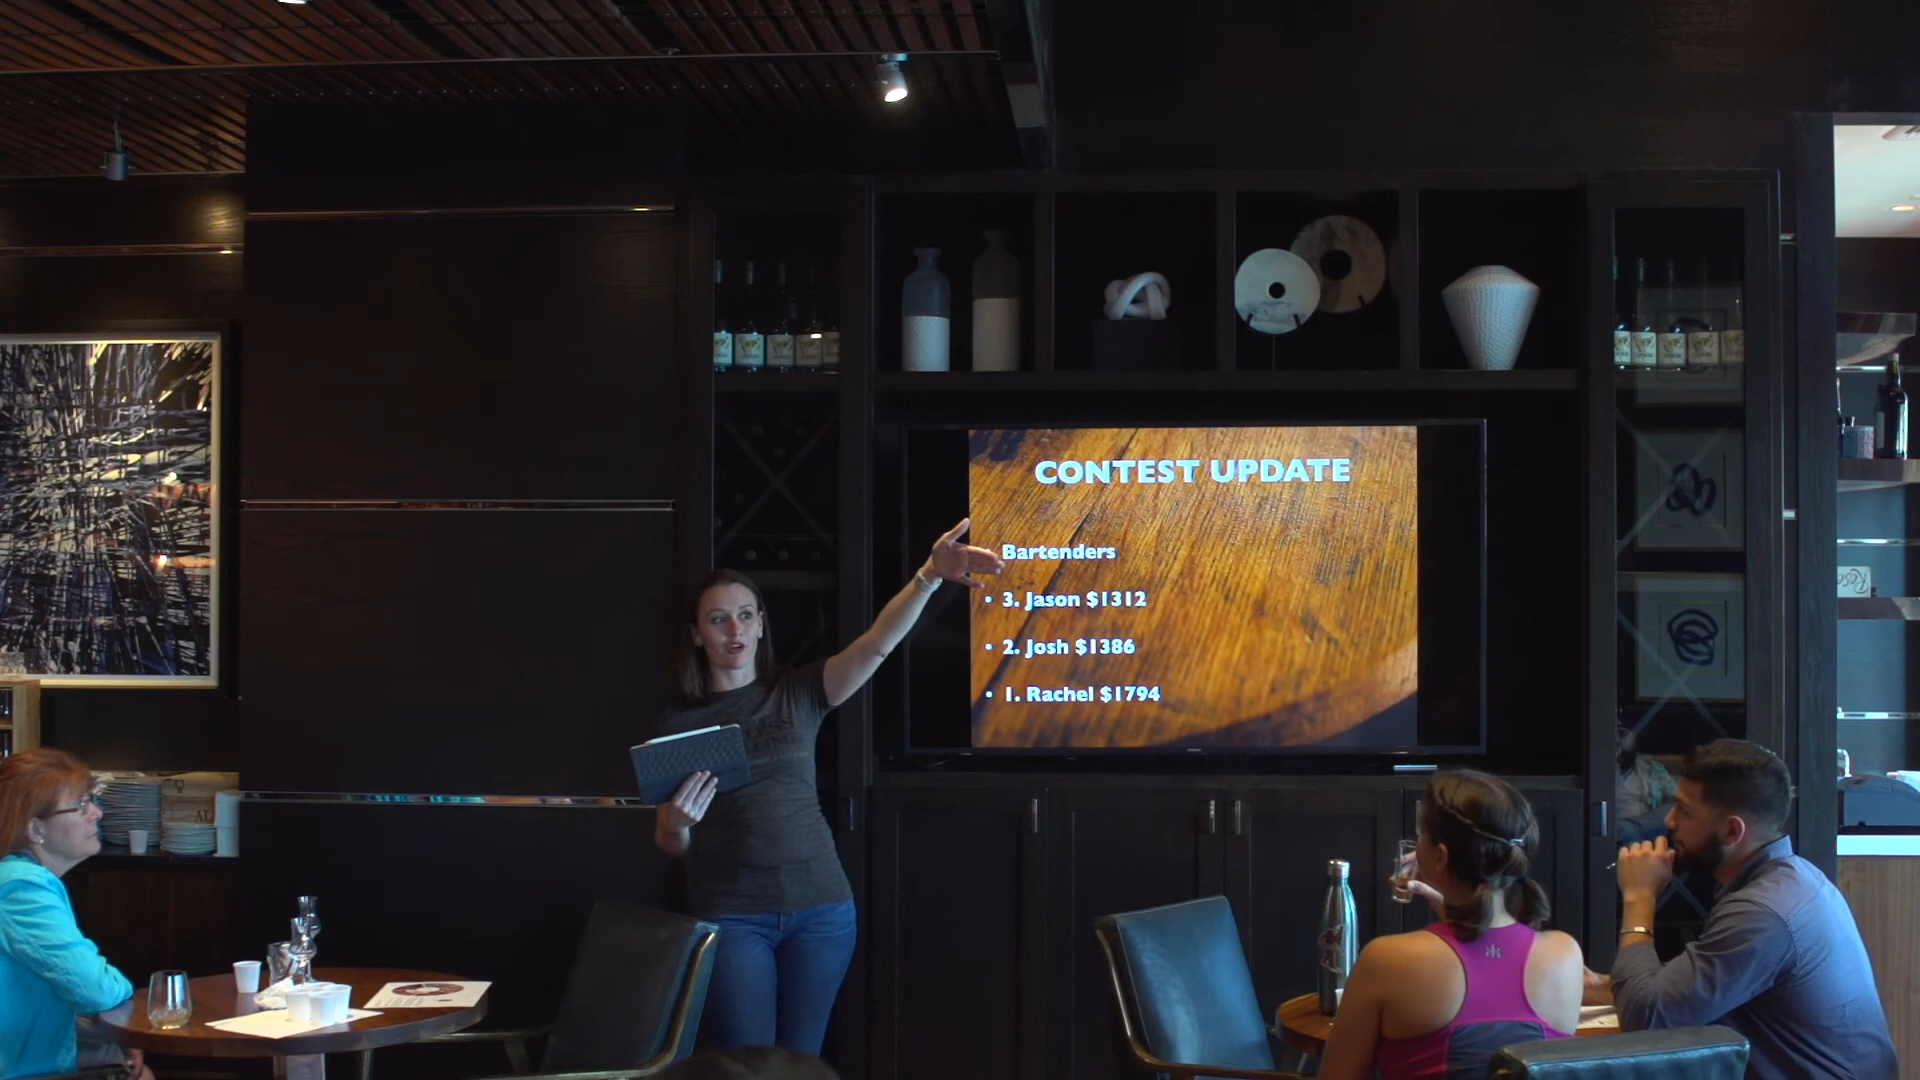 CONTEST UPDATE
Bartenders
• 3. Jason $1312
• 2. Josh $1386
• 1. Rachel $1794